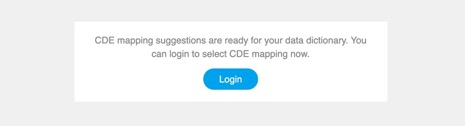 CDE mapping suggestions are ready for your data dictionary. You
can login to select CDE mapping now.
Login